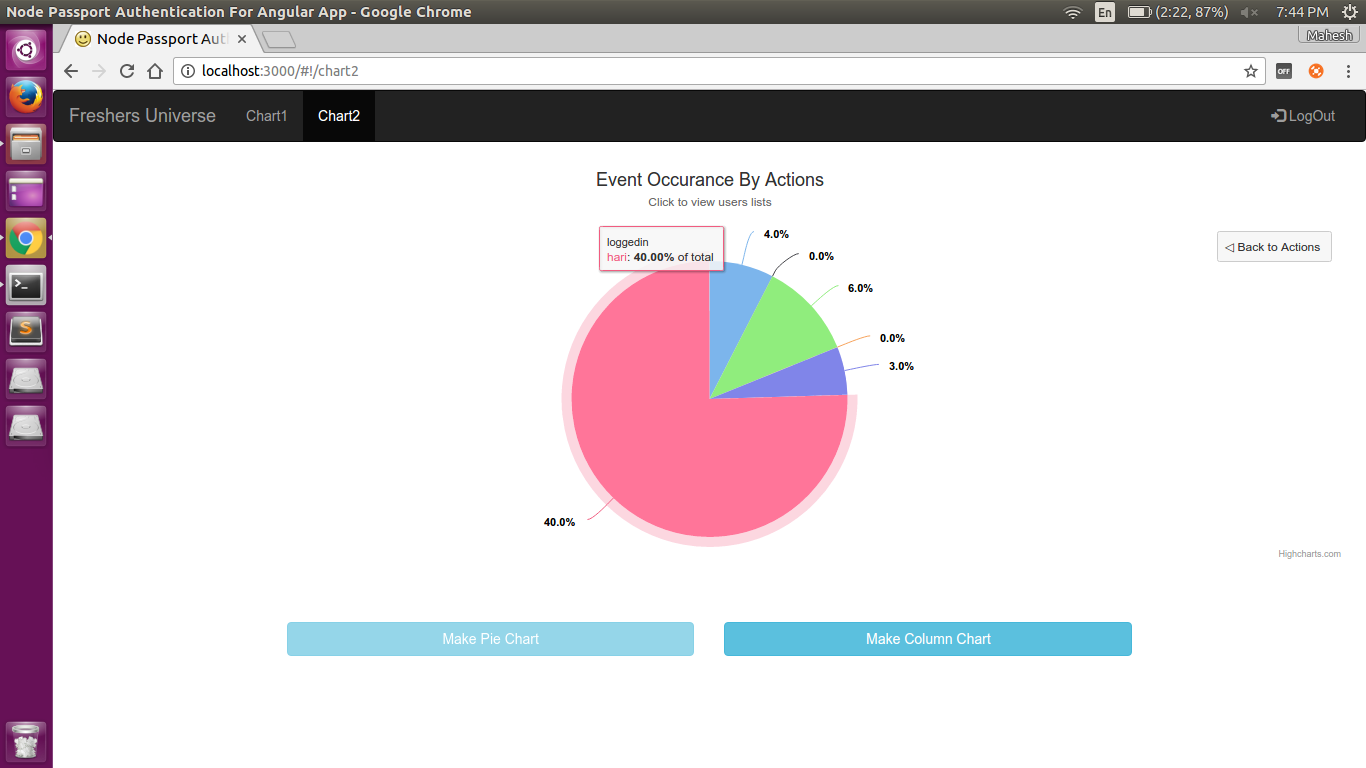 Node Passport Authentication For Angular App - Google Chrome
En
(2:22, 87%)
7:44 PM
Node Passport Aut
Mahesh
localhost:3000/#!/chart2
OFF
Freshers Universe
Chart1
Chart2
LogOut
Event Occurance By Actions
Click to view users lists
loggedin
hari: 40.00% of total
4.0%
0.0%
6.0%
0.0%
3.0%
40.0%
◁ Back to Actions
Highcharts.com
Make Pie Chart
Make Column Chart